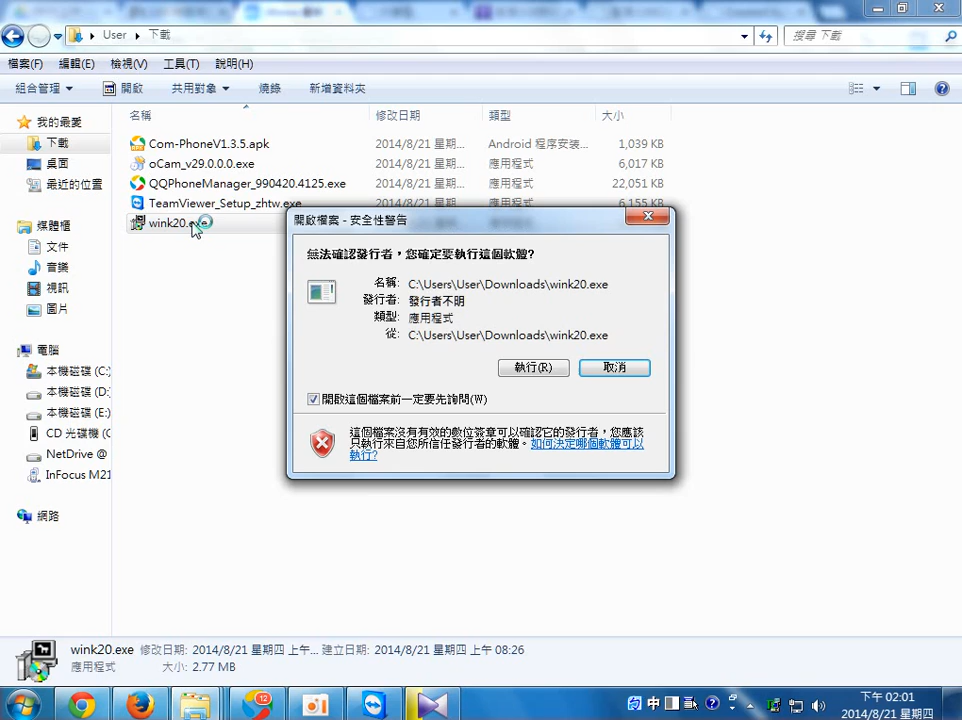 User ▸ 下載
搜尋 下載
檔案(F) 編輯(E) 檢視(V) 工具(T) 說明(H)
組合管理 開啟 共用對象 燒錄 新增資料夾
名稱 修改日期 類型 大小
我的最愛
下載
桌面
最近的位置
媒體櫃
文件
音樂
視訊
圖片
電腦
本機磁碟 (C:)
本機磁碟 (D:)
本機磁碟 (E:)
CD 光碟機 (
NetDrive @
InFocus M21
網路
Com-PhoneV1.3.5.apk 2014/8/21 星期... Android 程序安装... 1,039 KB
oCam_v29.0.0.0.exe 2014/8/21 星期... 應用程式 6,017 KB
QQPhoneManager_990420.4125.exe 2014/8/21 星期... 應用程式 22,051 KB
TeamViewer_Setup_zhtw.exe 2014/8/21 星期... 應用程式 6,155 KB
wink20.exe
開啟檔案 - 安全性警告
無法確認發行者，您確定要執行這個軟體?
名稱: C:\Users\User\Downloads\wink20.exe
發行者: 發行者不明
類型: 應用程式
從: C:\Users\User\Downloads\wink20.exe
執行(R) 取消
開啟這個檔案前一定要先詢問(W)
這個檔案沒有有效的數位簽章可以確認它的發行者，您應該
只執行來自您所信任發行者的軟體。如何決定哪個軟體可以
執行?
wink20.exe 修改日期: 2014/8/21 星期四 上午... 建立日期: 2014/8/21 星期四 上午 08:26
應用程式 大小: 2.77 MB
12
中
下午 02:01
2014/8/21 星期四